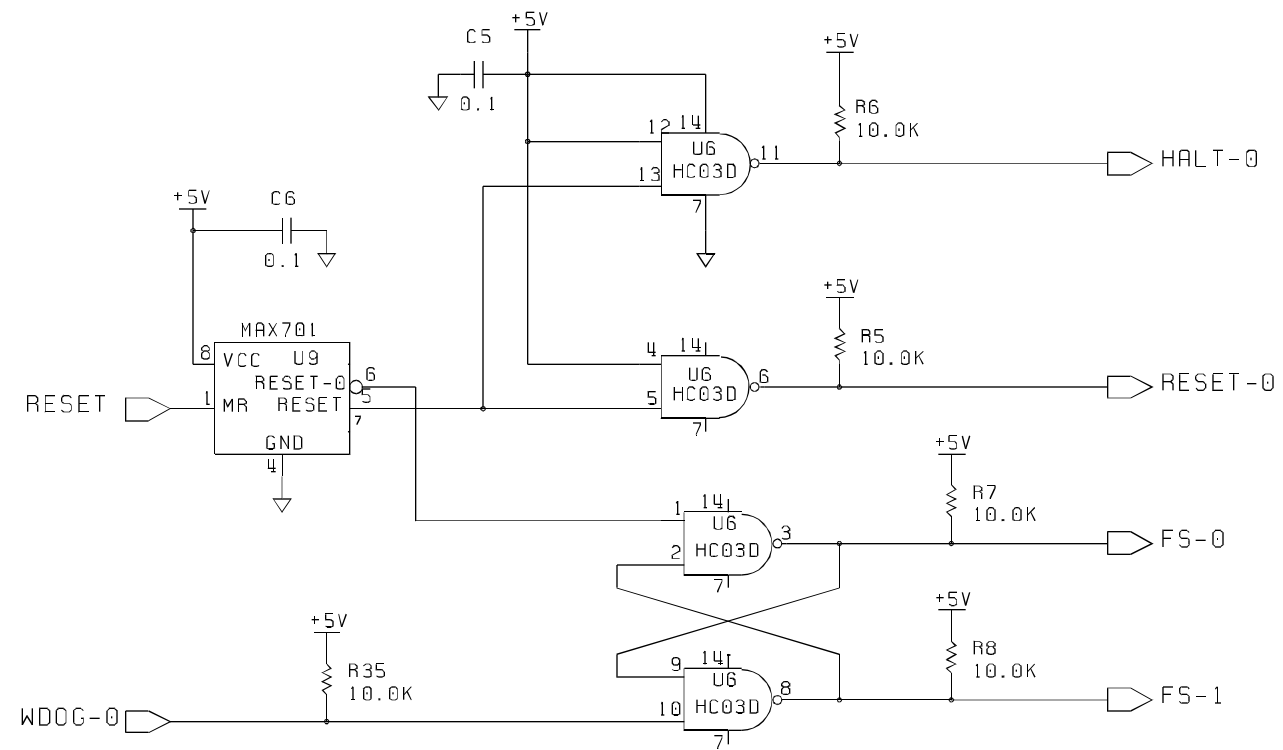 +5V
C5
0.1
+5V
R6
10.0K
12
14
U6
HC03D
13
7
11
HALT-0
+5V
C6
0.1
+5V
R5
10.0K
MAX701
8
VCC
U9
RESET-0
6
5
RESET
1
MR
RESET
7
GND
4
4
14
U6
HC03D
5
7
6
RESET-0
+5V
R7
10.0K
1
14
U6
HC03D
2
7
3
FS-0
+5V
R8
10.0K
+5V
R35
10.0K
9
14
U6
HC03D
10
7
8
FS-1
WDOG-0